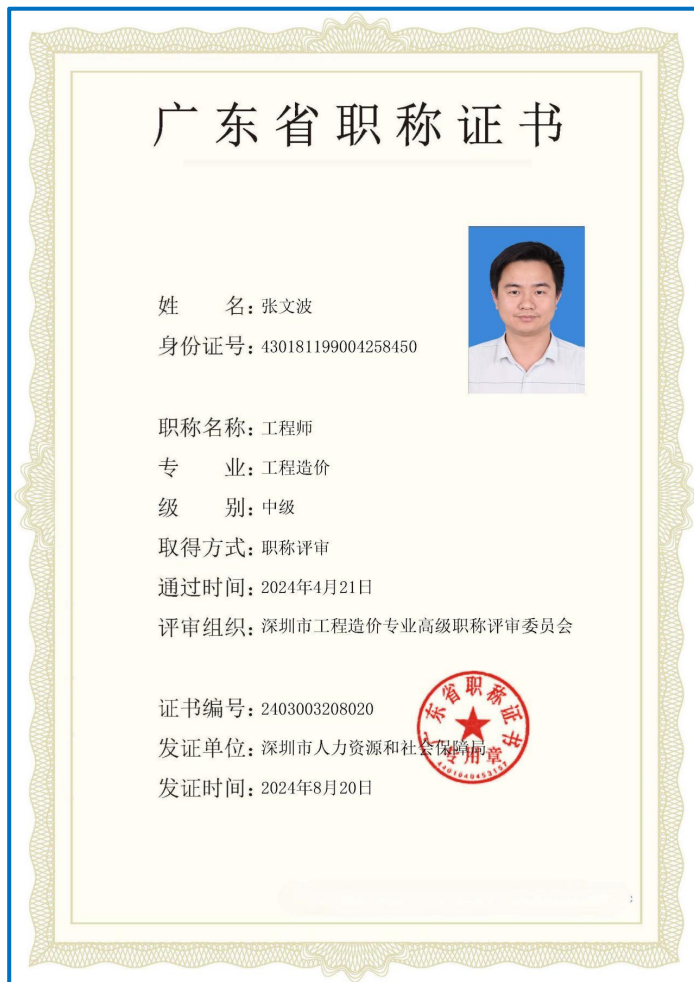 广东省职称证书
姓 名：张文波
身份证号：430181199004258450
职称名称：工程师
专 业：工程造价
级 别：中级
取得方式：职称评审
通过时间：2024年4月21日
评审组织：深圳市工程造价专业高级职称评审委员会
证书编号：2403003208020
发证单位：深圳市人力资源和社会保障局
发证时间：2024年8月20日
广东省职称证书
专用章
4401040453157